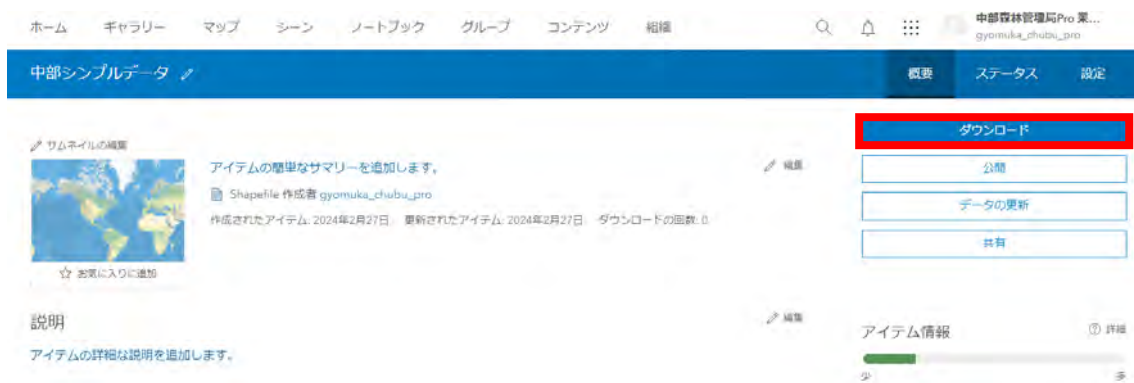 ホーム ギャラリー マップ シーン ノートブック グループ コンテンツ 組織
中部森林管理局Pro 業...
gyomuka_chubu_pro
中部シンプルデータ 概要 ステータス 設定
サムネイルの編集
ダウンロード
アイテムの簡単なサマリーを追加します。 編集
公開
Shapefile 作成者 gyomuka_chubu_pro
データの更新
作成されたアイテム: 2024年2月27日 更新されたアイテム: 2024年2月27日 ダウンロードの回数: 0
共有
お気に入りに追加
説明 編集
アイテム情報 詳細
アイテムの詳細な説明を追加します。
少 多